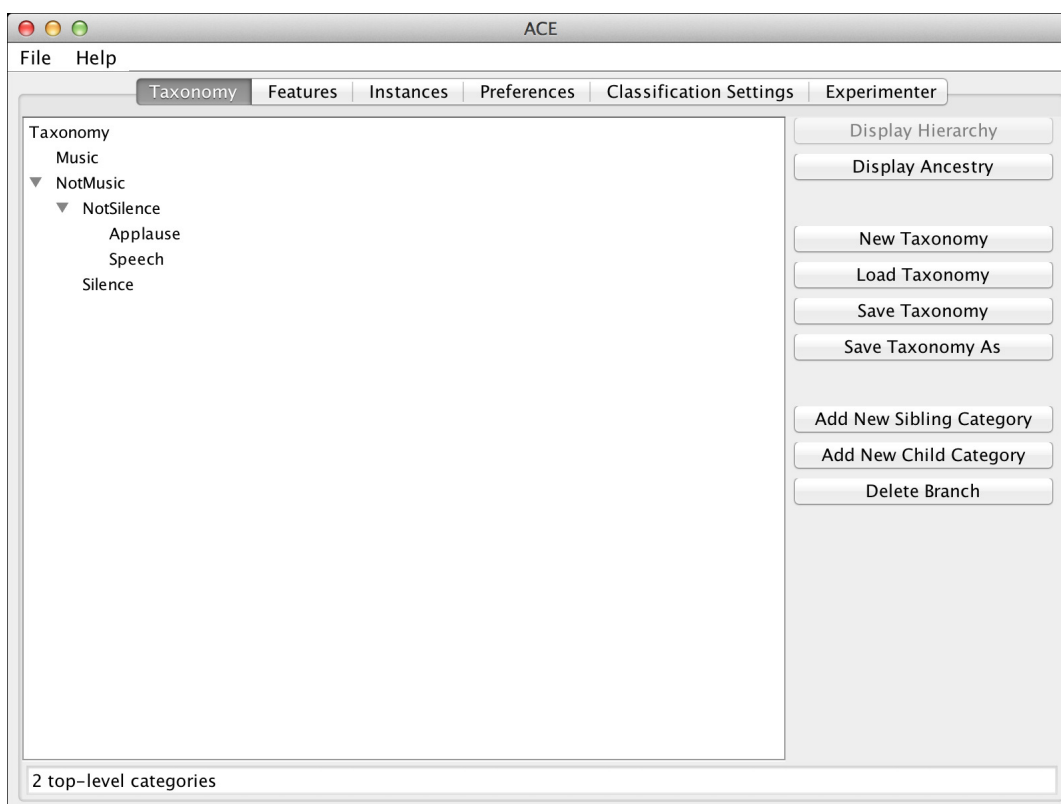 ACE
File Help
Taxonomy Features Instances Preferences Classification Settings Experimenter
Taxonomy
Music
NotMusic
NotSilence
Applause
Speech
Silence
Display Hierarchy
Display Ancestry
New Taxonomy
Load Taxonomy
Save Taxonomy
Save Taxonomy As
Add New Sibling Category
Add New Child Category
Delete Branch
2 top-level categories